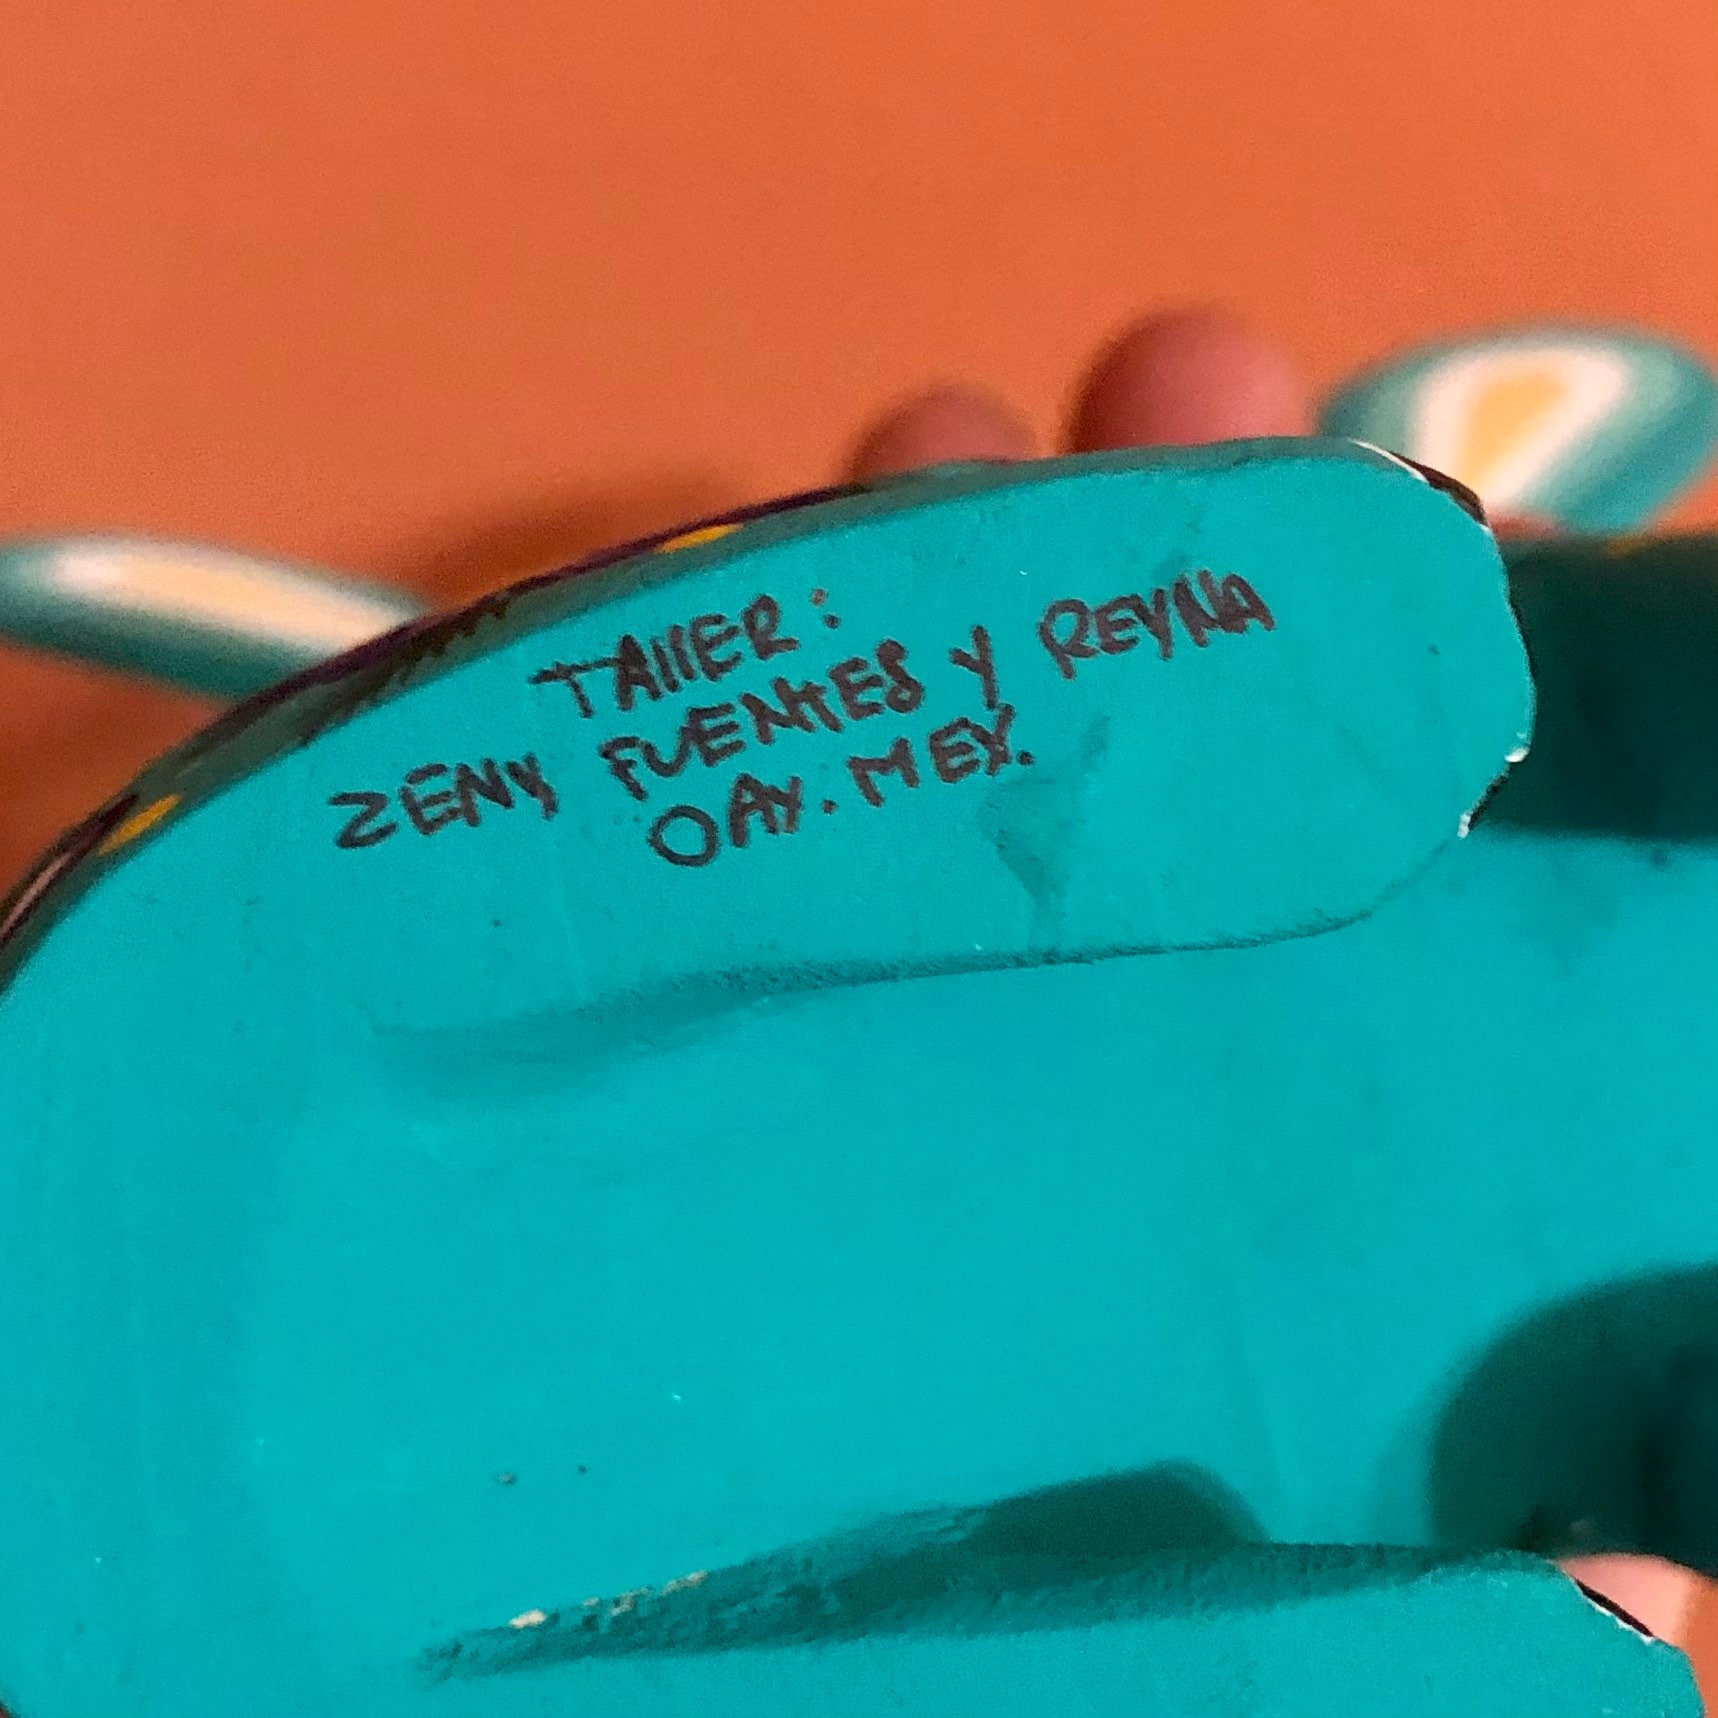 TAllER:
ZENY FUENTES Y REYNA
OAX. MEX.